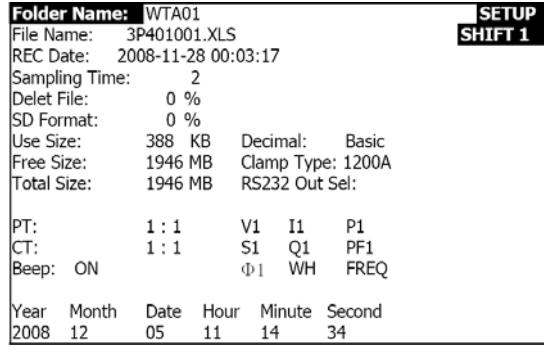 Folder Name: WTA01 SETUP
File Name: 3P401001.XLS SHIFT 1
REC Date: 2008-11-28 00:03:17
Sampling Time: 2
Delet File: 0 %
SD Format: 0 %
Use Size: 388 KB Decimal: Basic
Free Size: 1946 MB Clamp Type: 1200A
Total Size: 1946 MB RS232 Out Sel:
PT: 1 : 1 V1 I1 P1
CT: 1 : 1 S1 Q1 PF1
Beep: ON Φ1 WH FREQ
Year Month Date Hour Minute Second
2008 12 05 11 14 34